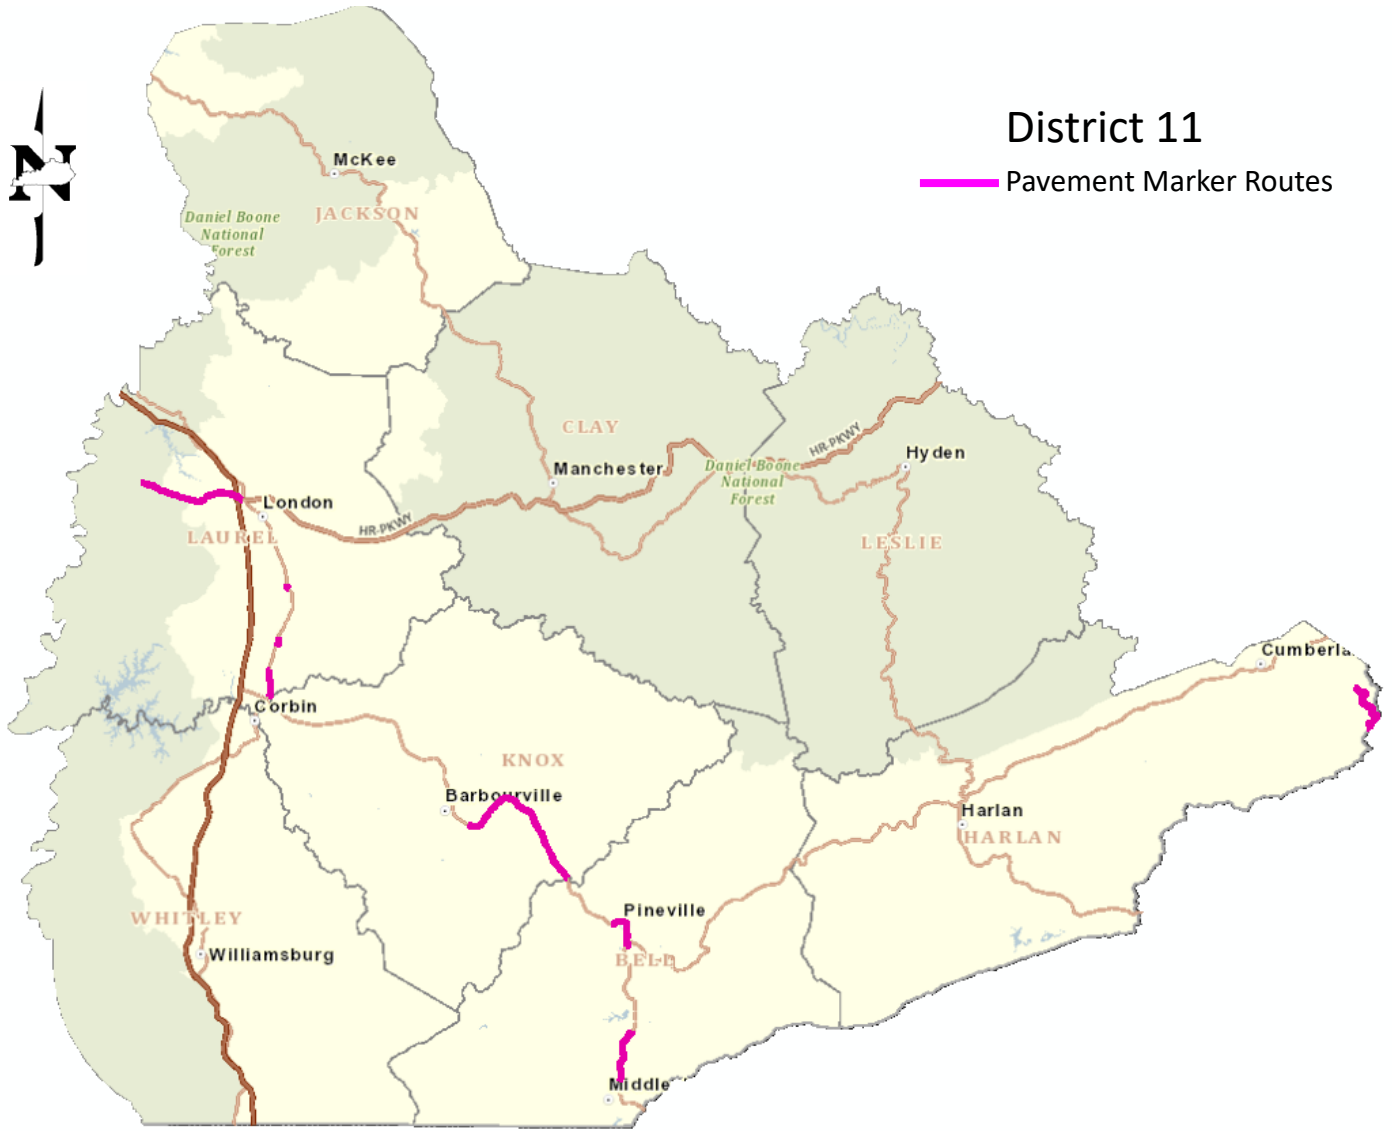 District 11
Pavement Marker Routes
N
McKee
JACKSON
Daniel Boone
National
Forest
CLAY
HR-PKWY
Hyden
Manchester
Daniel Boone
National
Forest
London
HR-PKWY
LAUREL
LESLIE
Cumberla
Corbin
KNOX
Barbourville
Harlan
HARLAN
Pineville
WHITLEY
Williamsburg
BELL
Middle